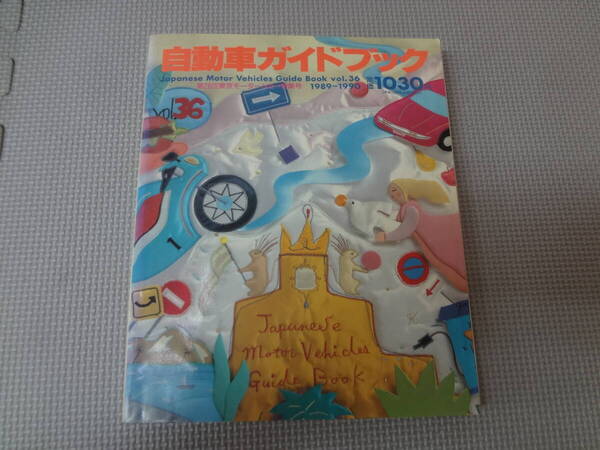 自動車ガイドブック
Japanese Motor Vehicles Guide Book vol.36
1989-1990
1030
vol.36
1
Japanese
Motor Vehicles
Guide Book